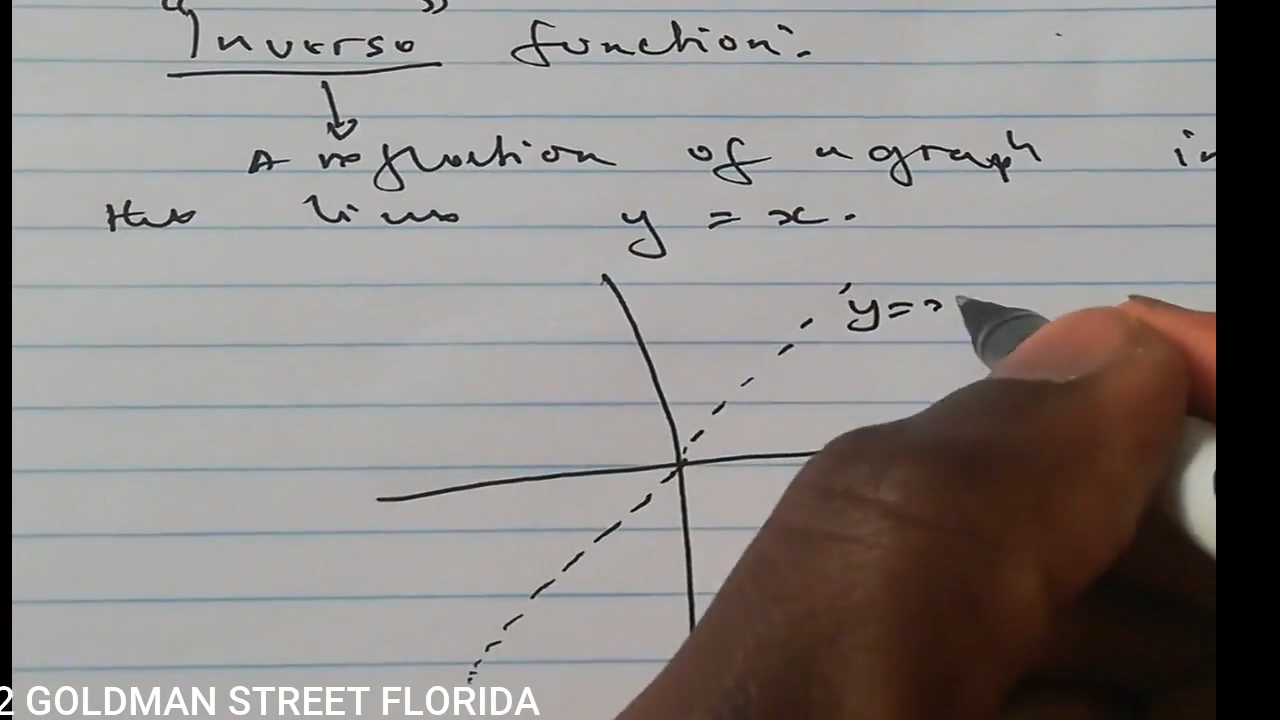 "Inverse" function:
A reflection of a graph in
the line y = x.
y=
2 GOLDMAN STREET FLORIDA